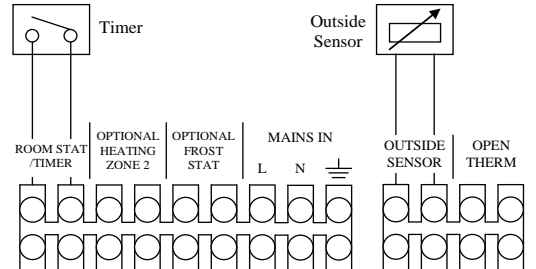 Timer
Outside
Sensor
ROOM STAT
/TIMER
OPTIONAL
HEATING
ZONE 2
OPTIONAL
FROST
STAT
MAINS IN
L N
OUTSIDE
SENSOR
OPEN
THERM